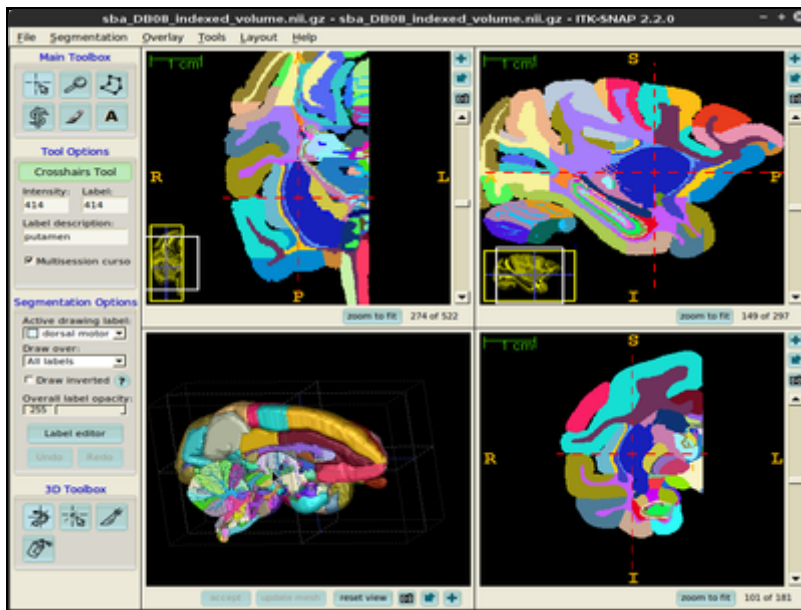 sba_DB08_indexed_volume.nii.gz - sba_DB08_indexed_volume.nii.gz - ITK-SNAP 2.2.0
File Segmentation Overlay Tools Layout Help
Main Toolbox
A
Tool Options
Crosshairs Tool
Intensity: Label:
414 414
Label description:
putamen
Multisession curso
Segmentation Options
Active drawing label:
dorsal motor
Draw over:
All labels
Draw inverted ?
Overall label opacity:
255
Label editor
Undo Redo
3D Toolbox
1 cm
R
L
P
zoom to fit 274 of 522
1 cm
S
P
I
zoom to fit 149 of 297
accept update mesh reset view
1 cm
S
R
L
I
zoom to fit 101 of 181